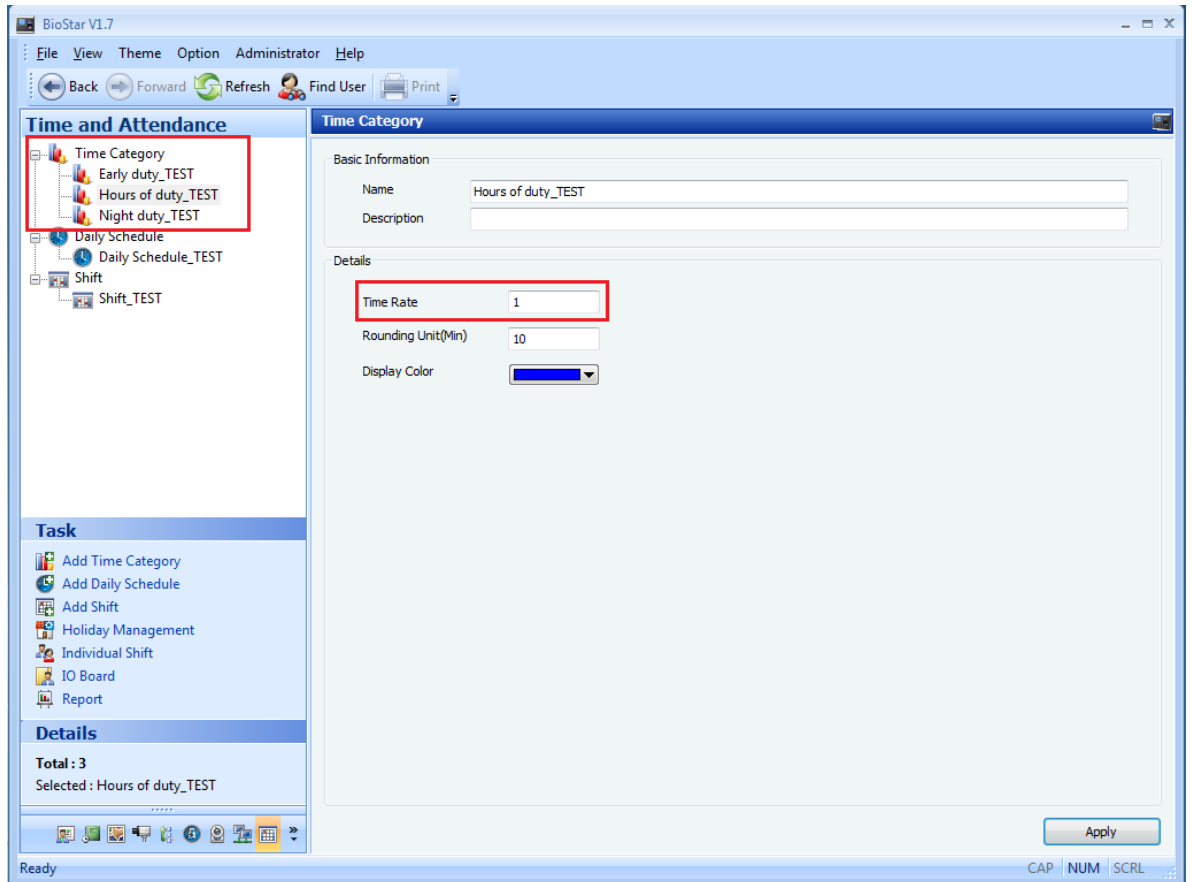 BioStar V1.7
File View Theme Option Administrator Help
Back Forward Refresh Find User Print
Time and Attendance
Time Category
Early duty_TEST
Hours of duty_TEST
Night duty_TEST
Daily Schedule
Daily Schedule_TEST
Shift
Shift_TEST
Task
Add Time Category
Add Daily Schedule
Add Shift
Holiday Management
Individual Shift
IO Board
Report
Details
Total : 3
Selected : Hours of duty_TEST
Time Category
Basic Information
Name Hours of duty_TEST
Description
Details
Time Rate 1
Rounding Unit(Min) 10
Display Color
Apply
Ready CAP NUM SCRL